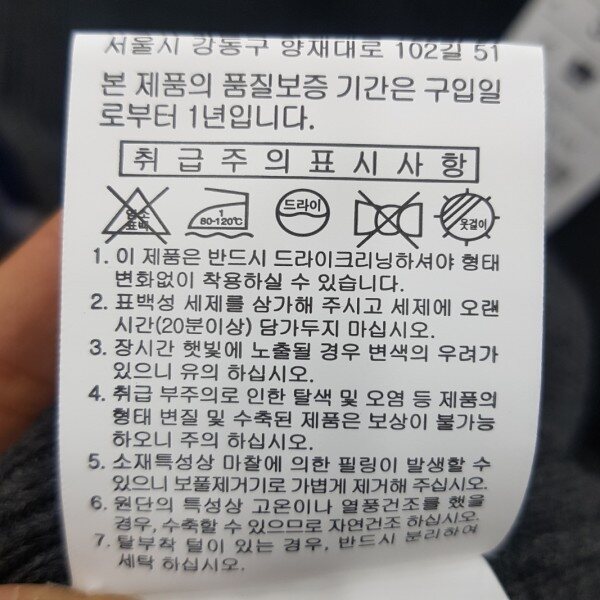 서울시 강동구 양재대로 102길 51
본 제품의 품질보증 기간은 구입일
로부터 1년입니다.
취급주의표시사항
염소
표백
1
80-120℃
드라이
옷걸이
1. 이 제품은 반드시 드라이크리닝하셔야 형태
변화없이 착용하실 수 있습니다.
2. 표백성 세제를 삼가해 주시고 세제에 오랜
시간(20분이상) 담가두지 마십시오.
3. 장시간 햇빛에 노출될 경우 변색의 우려가
있으니 유의 하십시오.
4. 취급 부주의로 인한 탈색 및 오염 등 제품의
형태 변질 및 수축된 제품은 보상이 불가능
하오니 주의 하십시오.
5. 소재특성상 마찰에 의한 필링이 발생할 수
있으니 보풀제거기로 가볍게 제거해 주십시오.
6. 원단의 특성상 고온이나 열풍건조를 했을
경우, 수축할 수 있으므로 자연건조 하십시오.
7. 탈부착 털이 있는 경우, 반드시 분리하여
세탁 하십시오.